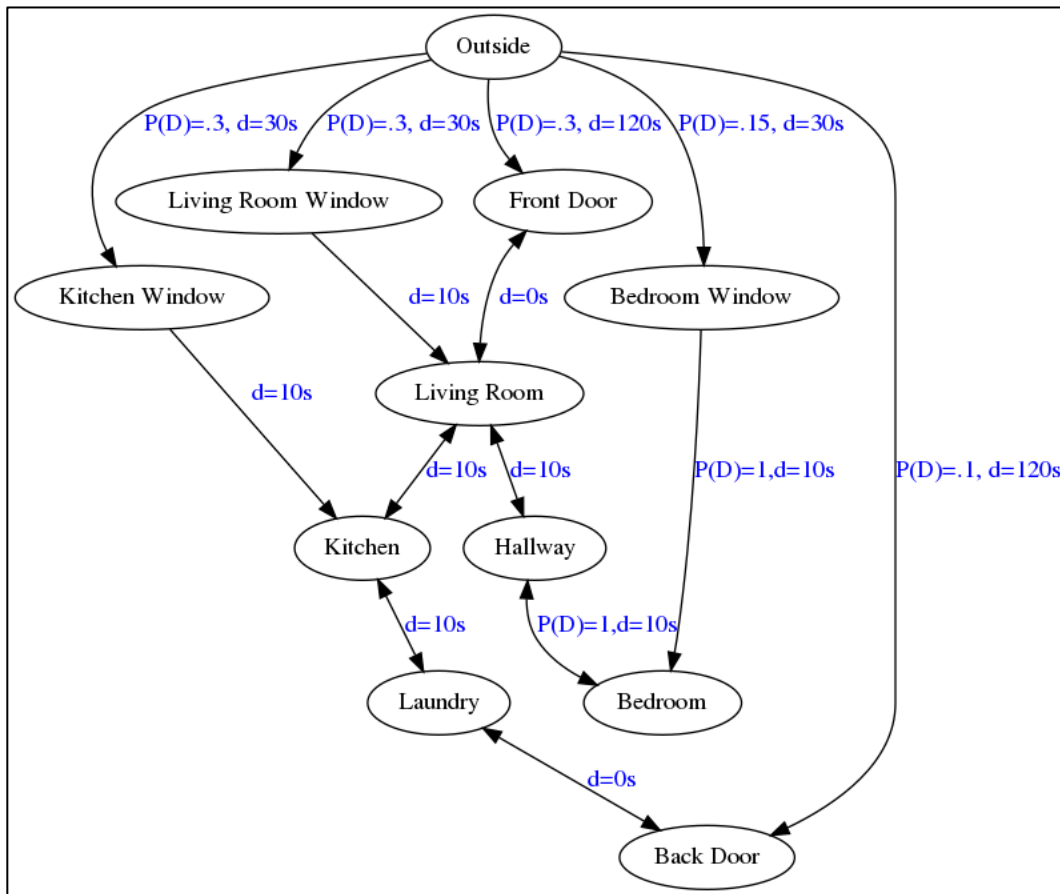 Outside
P(D)=.3, d=30s
P(D)=.3, d=30s
P(D)=.3, d=120s
P(D)=.15, d=30s
Living Room Window
Front Door
Kitchen Window
d=10s
d=0s
Bedroom Window
d=10s
Living Room
d=10s
d=10s
P(D)=1,d=10s
P(D)=.1, d=120s
Kitchen
Hallway
d=10s
P(D)=1,d=10s
Laundry
Bedroom
d=0s
Back Door